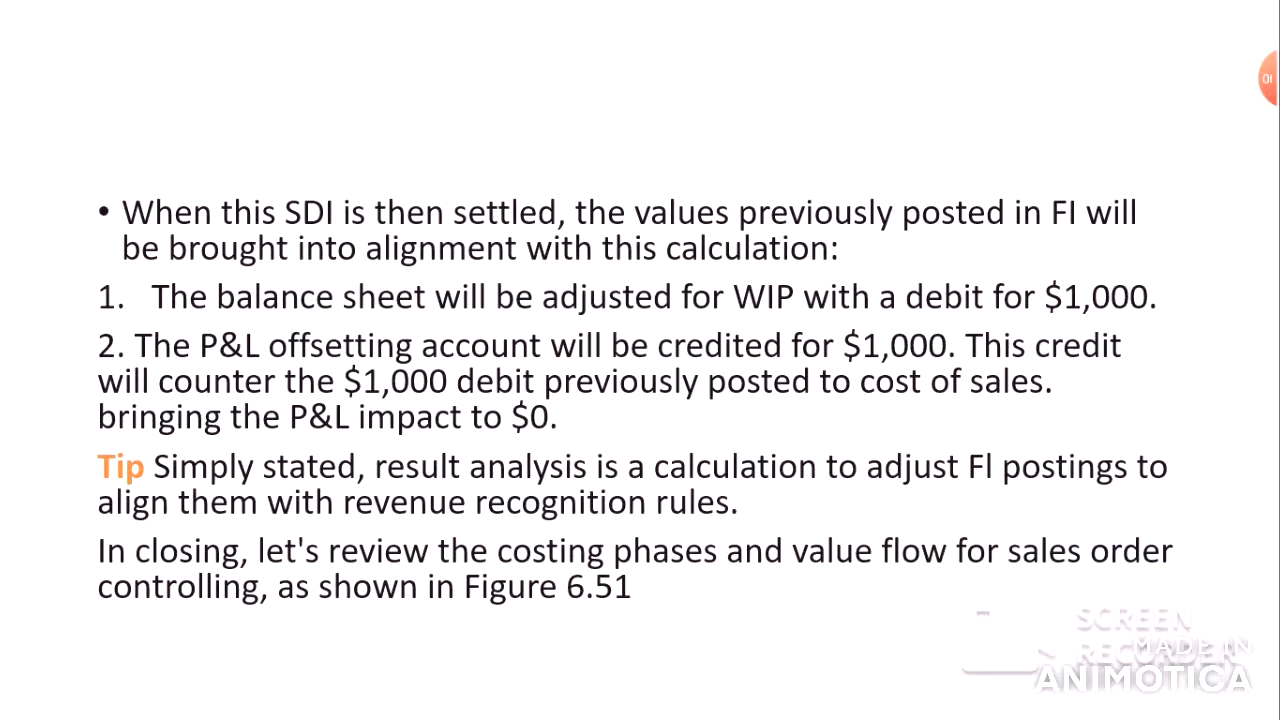 • When this SDI is then settled, the values previously posted in FI will
be brought into alignment with this calculation:
1. The balance sheet will be adjusted for WIP with a debit for $1,000.
2. The P&L offsetting account will be credited for $1,000. This credit
will counter the $1,000 debit previously posted to cost of sales.
bringing the P&L impact to $0.
Tip Simply stated, result analysis is a calculation to adjust Fl postings to
align them with revenue recognition rules.
In closing, let's review the costing phases and value flow for sales order
controlling, as shown in Figure 6.51
SCREEN
RECORDER
MADE IN
ANIMOTICA